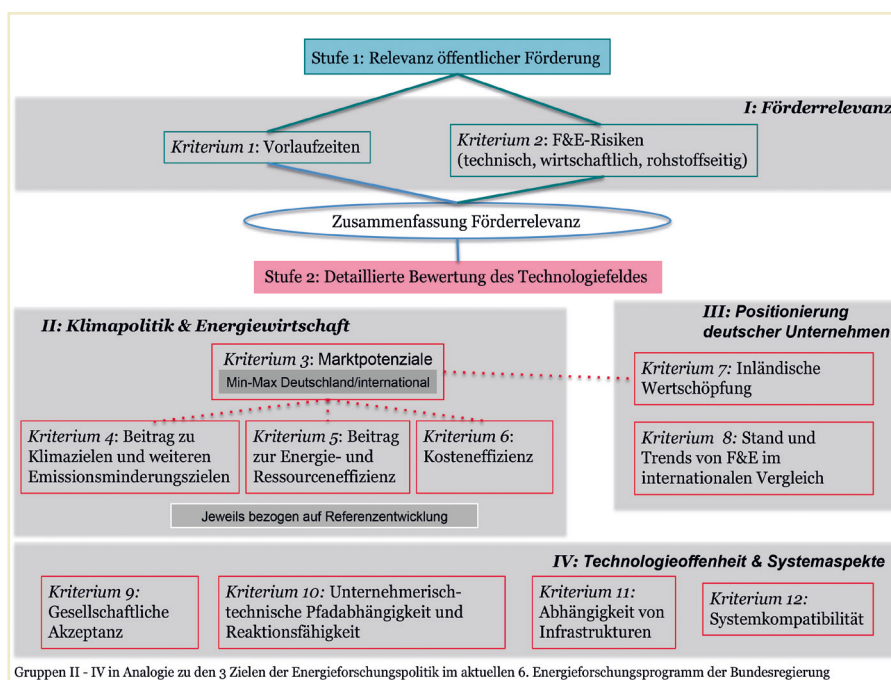 Stufe 1: Relevanz öffentlicher Förderung
I: Förderrelevanz
Kriterium 1: Vorlaufzeiten
Kriterium 2: F&E-Risiken
(technisch, wirtschaftlich, rohstoffseitig)
Zusammenfassung Förderrelevanz
Stufe 2: Detaillierte Bewertung des Technologiefeldes
II: Klimapolitik & Energiewirtschaft
Kriterium 3: Marktpotenziale
Min-Max Deutschland/international
Kriterium 4: Beitrag zu
Klimazielen und weiteren
Emissionsminderungszielen
Kriterium 5: Beitrag
zur Energie- und
Ressourceneffizienz
Kriterium 6:
Kosteneffizienz
Jeweils bezogen auf Referenzentwicklung
III: Positionierung
deutscher Unternehmen
Kriterium 7: Inländische
Wertschöpfung
Kriterium 8: Stand und
Trends von F&E im
internationalen Vergleich
IV: Technologieoffenheit & Systemaspekte
Kriterium 9:
Gesellschaftliche
Akzeptanz
Kriterium 10: Unternehmerisch-
technische Pfadabhängigkeit und
Reaktionsfähigkeit
Kriterium 11:
Abhängigkeit von
Infrastrukturen
Kriterium 12:
Systemkompatibilität
Gruppen II - IV in Analogie zu den 3 Zielen der Energieforschungspolitik im aktuellen 6. Energieforschungsprogramm der Bundesregierung